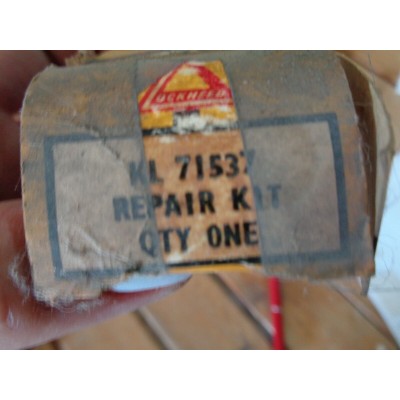 LOCKHEED
KL 71537
REPAIR KIT
QTY ONE